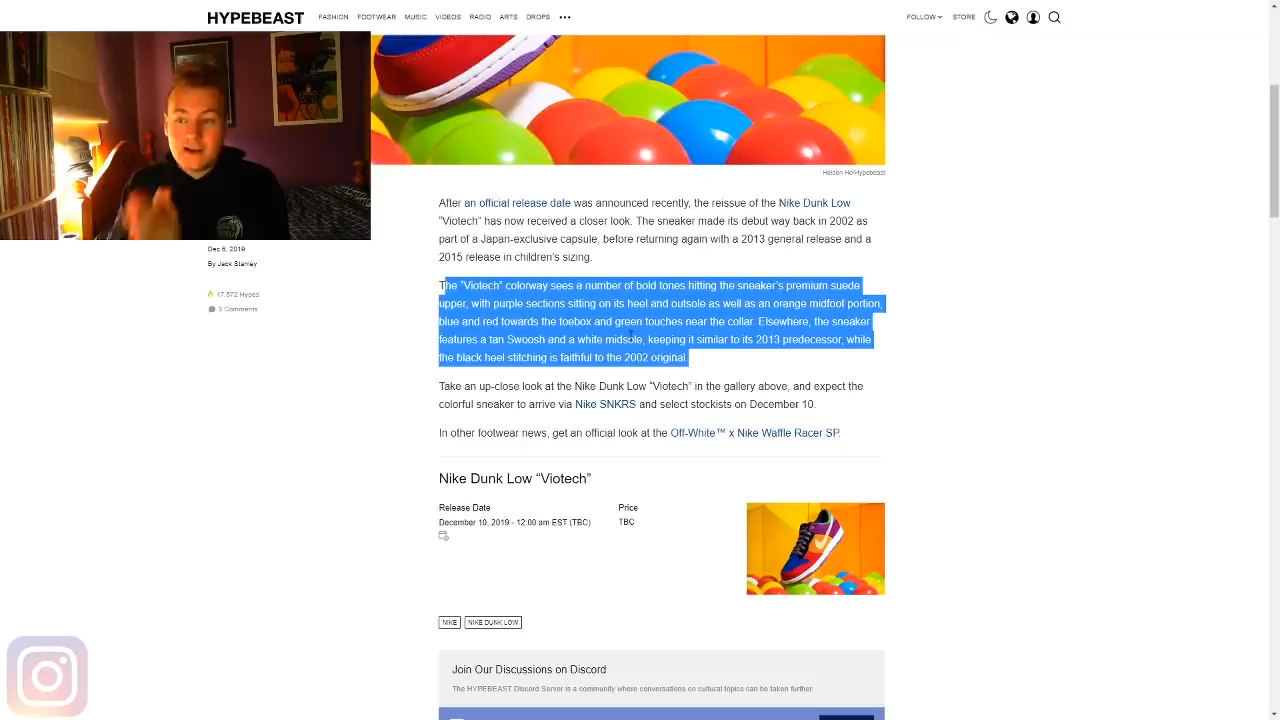 HYPEBEAST
FASHION FOOTWEAR MUSIC VIDEOS RADIO ARTS DROPS •••
FOLLOW STORE
Dec 6, 2019
By Jack Stanley
17,572 Hypes
3 Comments
Heison Ho/Hypebeast
After an official release date was announced recently, the reissue of the Nike Dunk Low
“Viotech” has now received a closer look. The sneaker made its debut way back in 2002 as
part of a Japan-exclusive capsule, before returning again with a 2013 general release and a
2015 release in children’s sizing.
The “Viotech” colorway sees a number of bold tones hitting the sneaker’s premium suede
upper, with purple sections sitting on its heel and outsole as well as an orange midfoot portion,
blue and red towards the toebox and green touches near the collar. Elsewhere, the sneaker
features a tan Swoosh and a white midsole, keeping it similar to its 2013 predecessor, while
the black heel stitching is faithful to the 2002 original.
Take an up-close look at the Nike Dunk Low “Viotech” in the gallery above, and expect the
colorful sneaker to arrive via Nike SNKRS and select stockists on December 10.
In other footwear news, get an official look at the Off-White™ x Nike Waffle Racer SP.
Nike Dunk Low “Viotech”
Release Date Price
December 10, 2019 - 12:00 am EST (TBC) TBC
NIKE NIKE DUNK LOW
Join Our Discussions on Discord
The HYPEBEAST Discord Server is a community where conversations on cultural topics can be taken further.